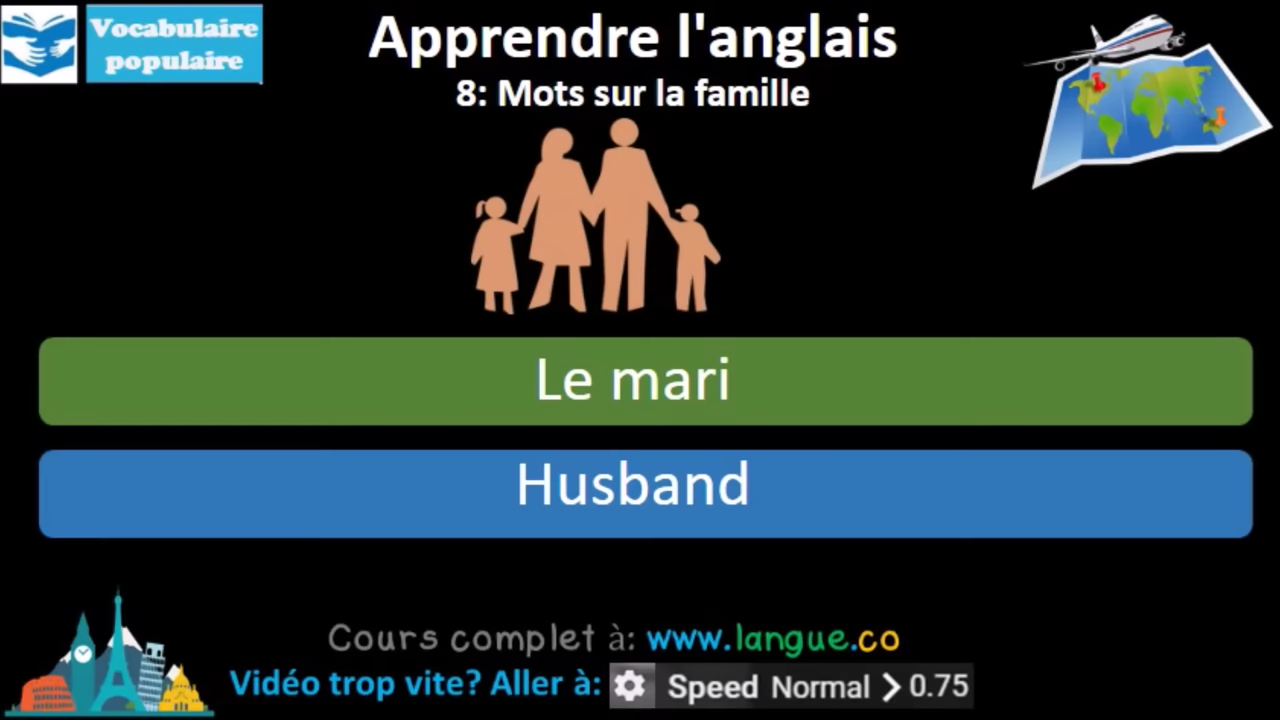 Vocabulaire
populaire
Apprendre l'anglais
8: Mots sur la famille
Le mari
Husband
Cours complet à: www.langue.co
Vidéo trop vite? Aller à: Speed Normal > 0.75